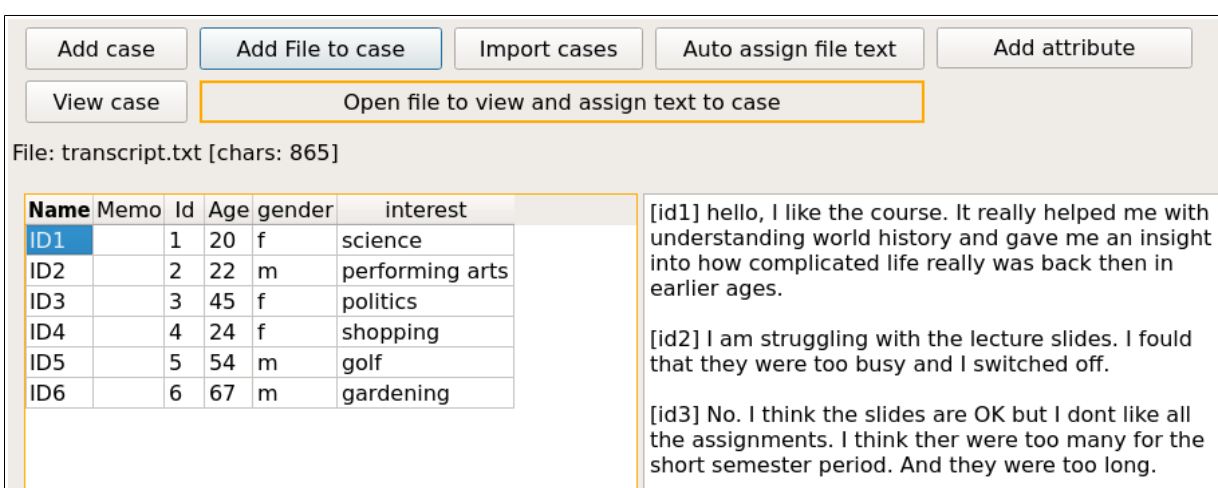 Add case Add File to case Import cases Auto assign file text Add attribute
View case Open file to view and assign text to case
File: transcript.txt [chars: 865]
Name Memo Id Age gender interest
ID1 1 20 f science
ID2 2 22 m performing arts
ID3 3 45 f politics
ID4 4 24 f shopping
ID5 5 54 m golf
ID6 6 67 m gardening
[id1] hello, I like the course. It really helped me with
understanding world history and gave me an insight
into how complicated life really was back then in
earlier ages.
[id2] I am struggling with the lecture slides. I fould
that they were too busy and I switched off.
[id3] No. I think the slides are OK but I dont like all
the assignments. I think ther were too many for the
short semester period. And they were too long.